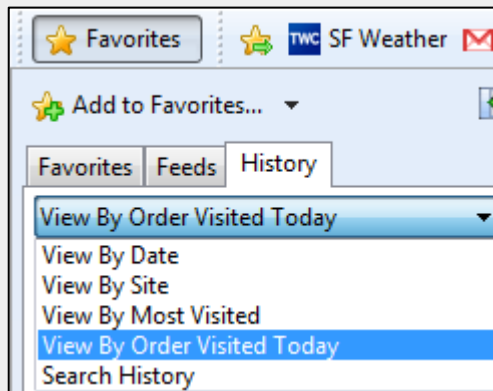 Favorites TWC SF Weather
Add to Favorites...
Favorites Feeds History
View By Order Visited Today
View By Date
View By Site
View By Most Visited
View By Order Visited Today
Search History